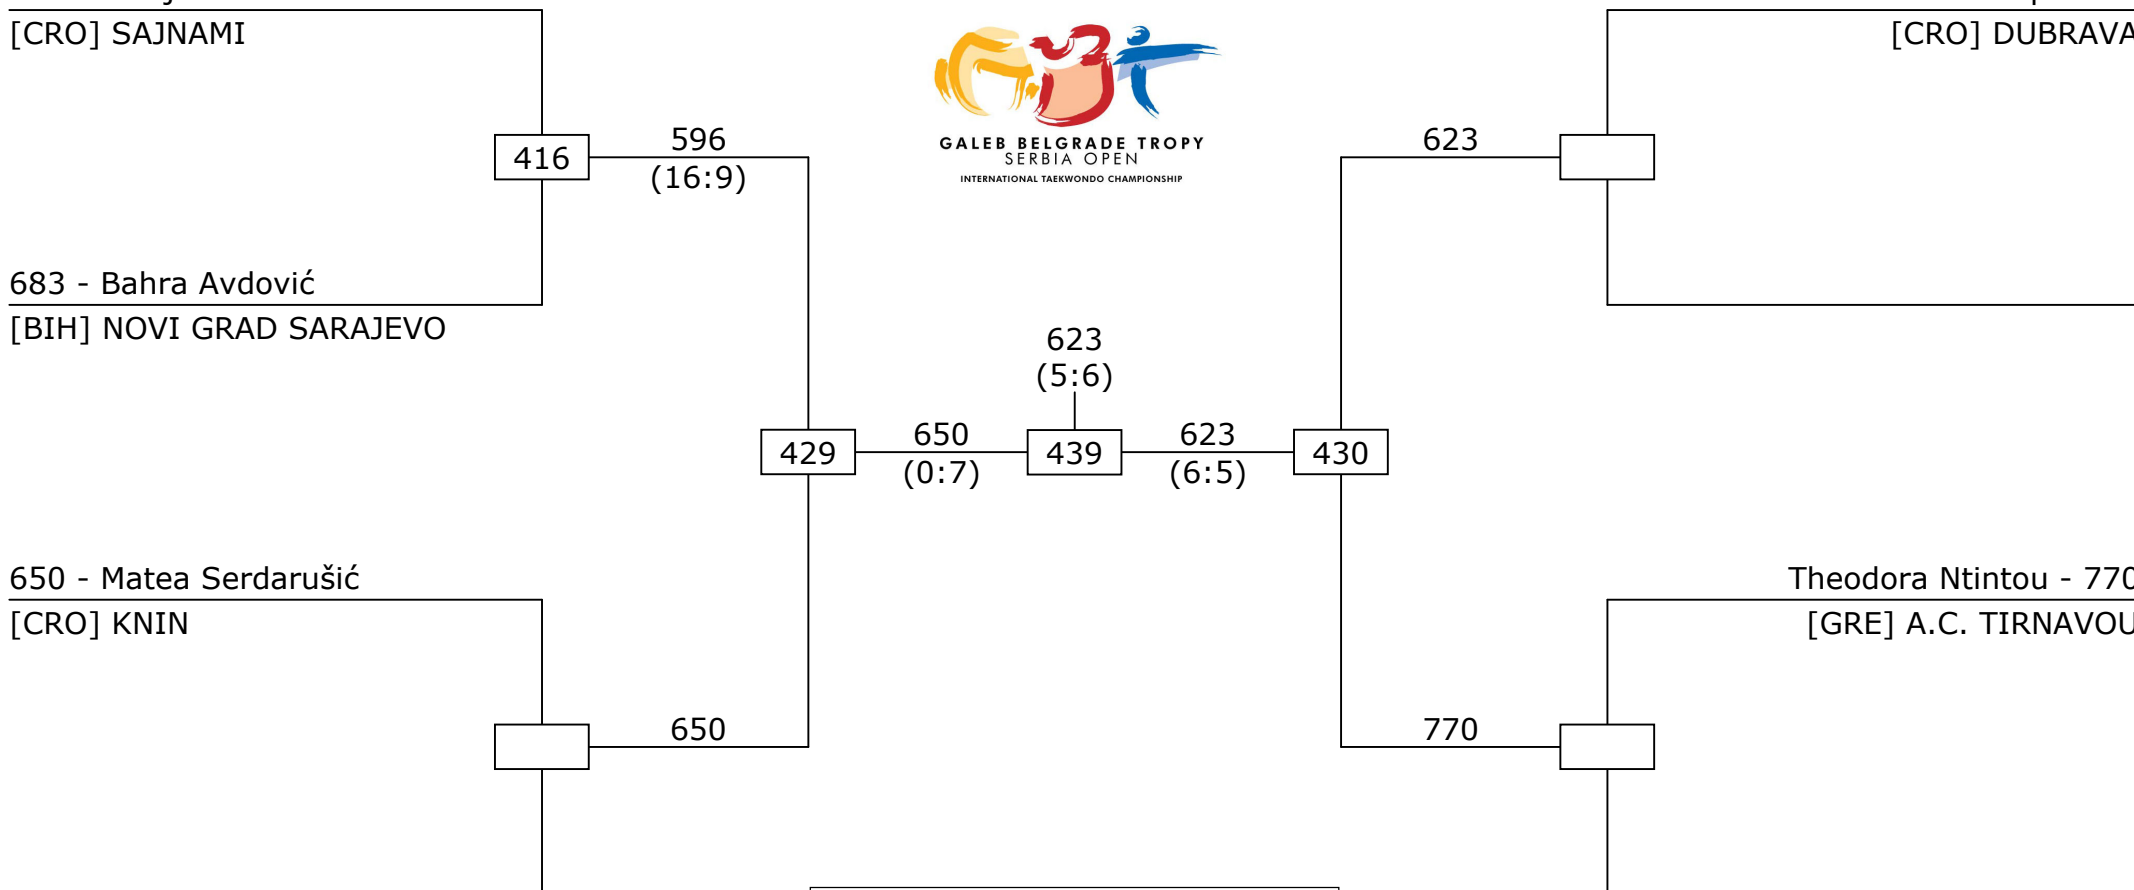 [CRO] SAJNAMI
[CRO] DUBRAVA
GALEB BELGRADE TROPY
SERBIA OPEN
INTERNATIONAL TAEKWONDO CHAMPIONSHIP
416
596
(16:9)
623
683 - Bahra Avdović
[BIH] NOVI GRAD SARAJEVO
623
(5:6)
429
650
(0:7)
439
623
(6:5)
430
650 - Matea Serdarušić
[CRO] KNIN
Theodora Ntintou - 770
[GRE] A.C. TIRNAVOU
650
770